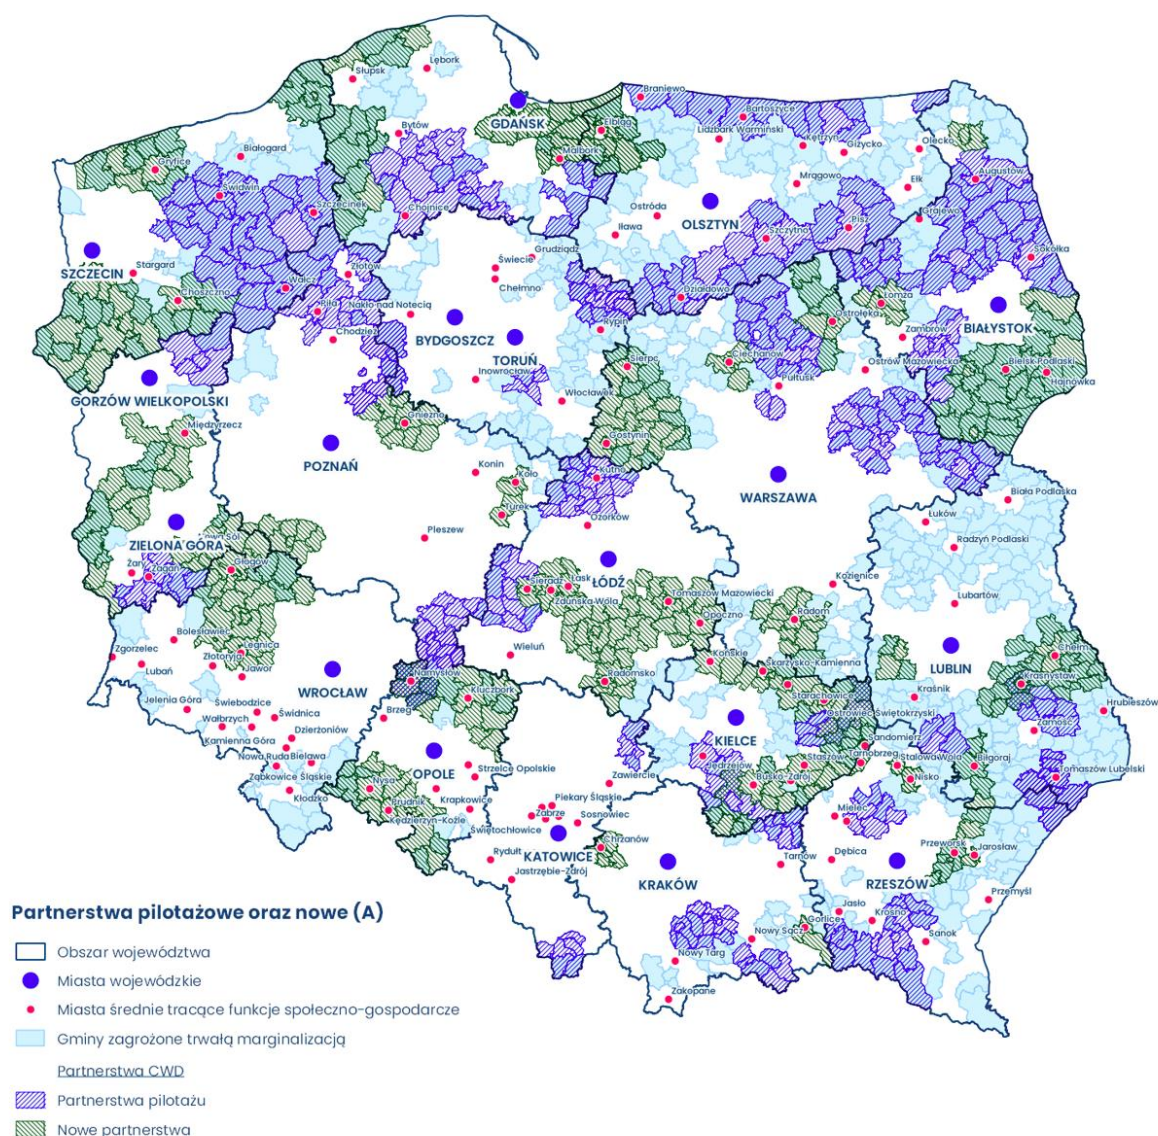 Lębork
Słupsk
Braniewo
GDAŃSK
Bartoszyce
Bytów
Elbląg
Lidzbark Warmiński
Kętrzyn
Giżycko
Olecko
Białogard
Malbork
Gryfice
Mrągowo
Ełk
Augustów
Świdwin
Szczecinek
Chojnice
Ostróda
Iława
OLSZTYN
Szczytno
Pisz
Grajewo
Sokółka
SZCZECIN
Stargard
Złotów
Grudziądz
Świecie
Chełmno
Choszczno
Wałcz
Piła
Nakło nad Notecią
Działdowo
Łomża
Ostrołęka
BIAŁYSTOK
Chodzież
BYDGOSZCZ
TORUŃ
Rypin
Zambrów
Sierpc
Ciechanów
Ostrów Mazowiecka
Bielsk Podlaski
Hajnówka
Inowrocław
Pułtusk
GORZÓW WIELKOPOLSKI
Włocławek
Gniezno
Międzyrzecz
Gostynin
POZNAŃ
Konin
Koło
Kutno
WARSZAWA
Biała Podlaska
Turek
Ozorków
Łuków
ZIELONA GÓRA
Pleszew
Radzyń Podlaski
Żary
Żagań
Głogów
Sieradz
Łask
ŁÓDŹ
Kozienice
Zduńska Wola
Tomaszów Mazowiecki
Lubartów
Opoczno
Radom
Bolesławiec
Zgorzelec
Legnica
Złotoryja
Lubań
Jawor
Wieluń
Końskie
Chełm
LUBLIN
WROCŁAW
Namysłów
Radomsko
Skarżysko-Kamienna
Krasnystaw
Starachowice
Kraśnik
Jelenia Góra
Świebodzice
Kluczbork
Brzeg
Ostrowiec Świętokrzyski
Hrubieszów
Wałbrzych
Świdnica
Kamienna Góra
Dzierżoniów
KIELCE
Zamość
Sandomierz
Nowa Ruda
Bielawa
OPOLE
Strzelce Opolskie
Jędrzejów
Staszów
Tarnobrzeg
Stalowa Wola
Biłgoraj
Ząbkowice Śląskie
Nysa
Zawiercie
Busko-Zdrój
Nisko
Tomaszów Lubelski
Kłodzko
Prudnik
Krapkowice
Piekary Śląskie
Kędzierzyn-Koźle
Zabrze
Sosnowiec
Mielec
Świętochłowice
KATOWICE
Chrzanów
Rydułt
Dębica
Przeworsk
Jarosław
Jastrzębie-Zdrój
KRAKÓW
Tarnów
RZESZÓW
Przemyśl
Jasło
Krosno
Gorlice
Nowy Sącz
Sanok
Nowy Targ
Zakopane
Partnerstwa pilotażowe oraz nowe (A)
Obszar województwa
Miasta wojewódzkie
Miasta średnie tracące funkcje społeczno-gospodarcze
Gminy zagrożone trwałą marginalizacją
Partnerstwa CWD
Partnerstwa pilotażu
Nowe partnerstwa